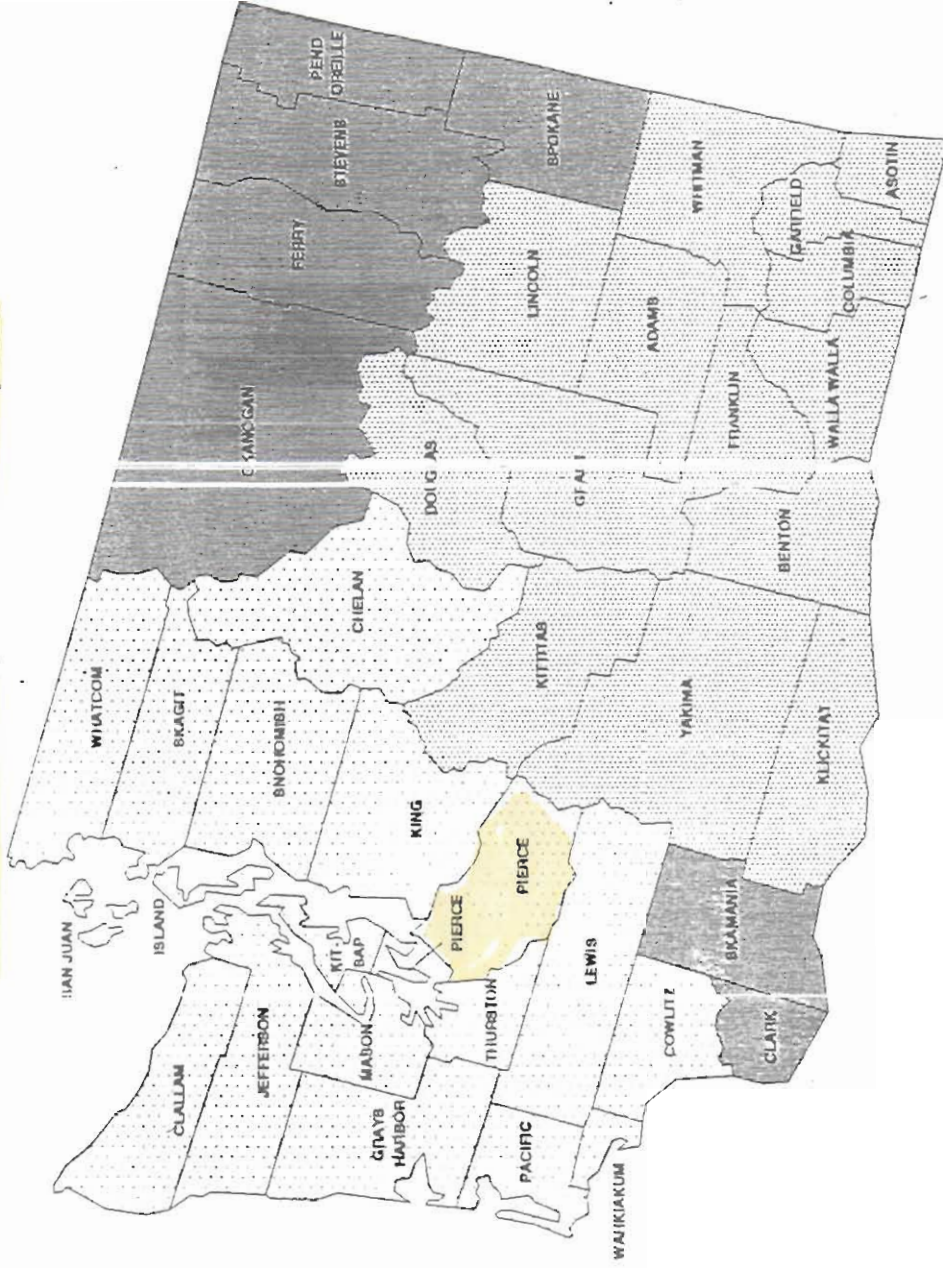 SAN JUAN
WHATCOM
ISLAND
SKAGIT
CLALLAM
SNOHOMISH
OKANOGAN
FERRY
STEVENS
PEND
OREILLE
JEFFERSON
KIT-
SAP
CHELAN
MASON
KING
DOUGLAS
GRAYS
HARBOR
PIERCE
PIERCE
KITTITAS
LINCOLN
SPOKANE
THURSTON
GRANT
PACIFIC
LEWIS
YAKIMA
ADAMS
WHITMAN
WAHKIAKUM
COWLITZ
FRANKLIN
GARFIELD
SKAMANIA
BENTON
CLARK
KLICKITAT
WALLA WALLA
COLUMBIA
ASOTIN